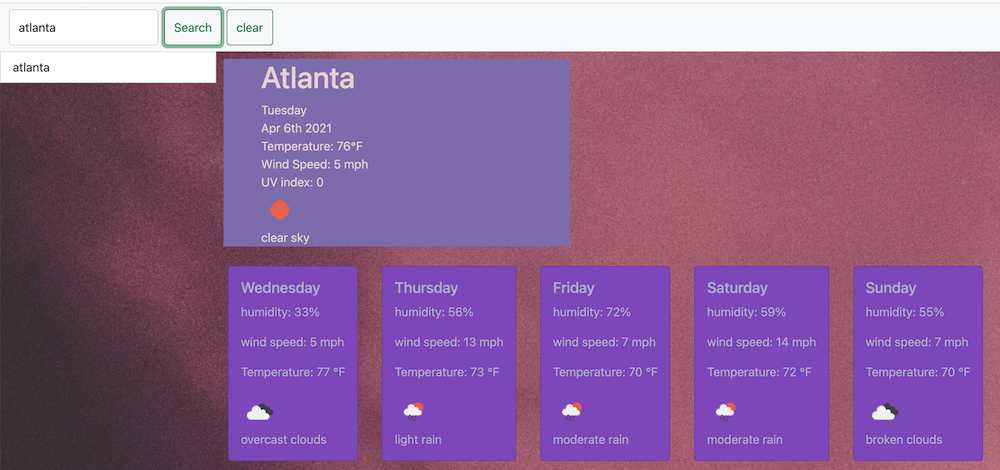 atlanta
Search
clear
atlanta
Atlanta
Tuesday
Apr 6th 2021
Temperature: 76°F
Wind Speed: 5 mph
UV index: 0
clear sky
Wednesday
humidity: 33%
wind speed: 5 mph
Temperature: 77 °F
overcast clouds
Thursday
humidity: 56%
wind speed: 13 mph
Temperature: 73 °F
light rain
Friday
humidity: 72%
wind speed: 7 mph
Temperature: 70 °F
moderate rain
Saturday
humidity: 59%
wind speed: 14 mph
Temperature: 72 °F
moderate rain
Sunday
humidity: 55%
wind speed: 7 mph
Temperature: 70 °F
broken clouds